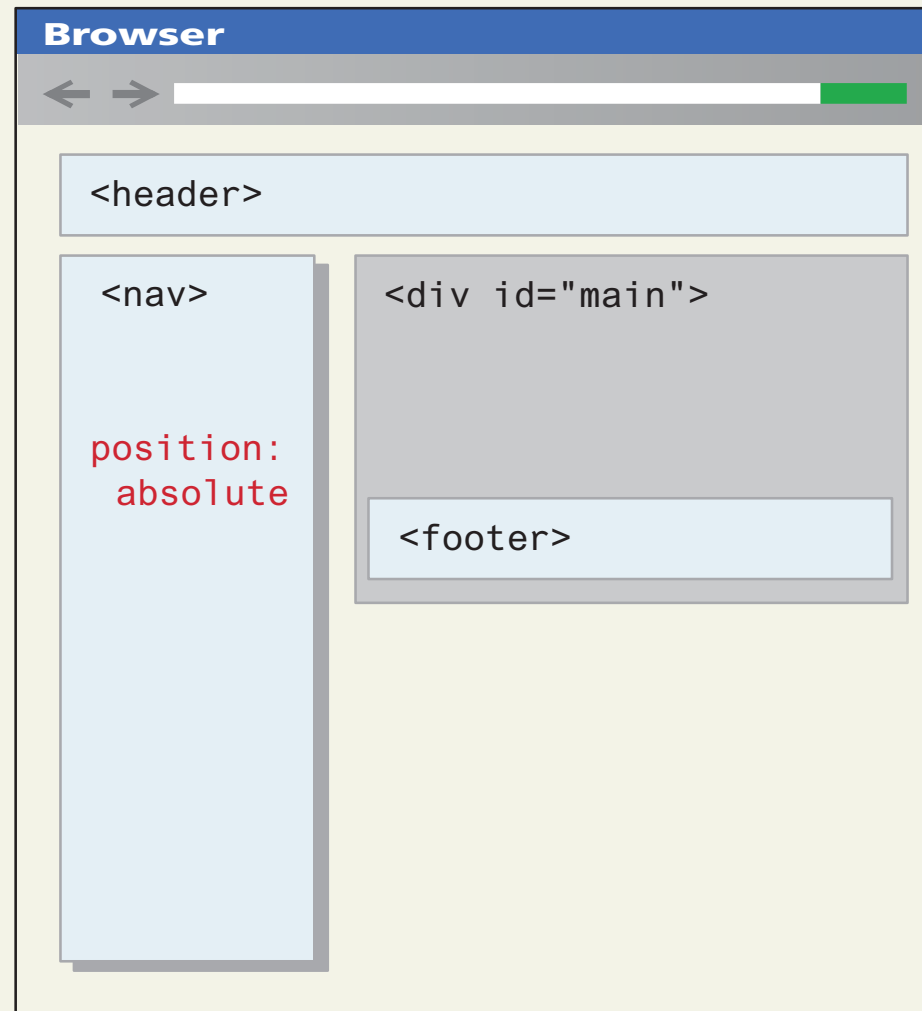 Browser
<header>
<nav>
<div id="main">
position:
absolute
<footer>